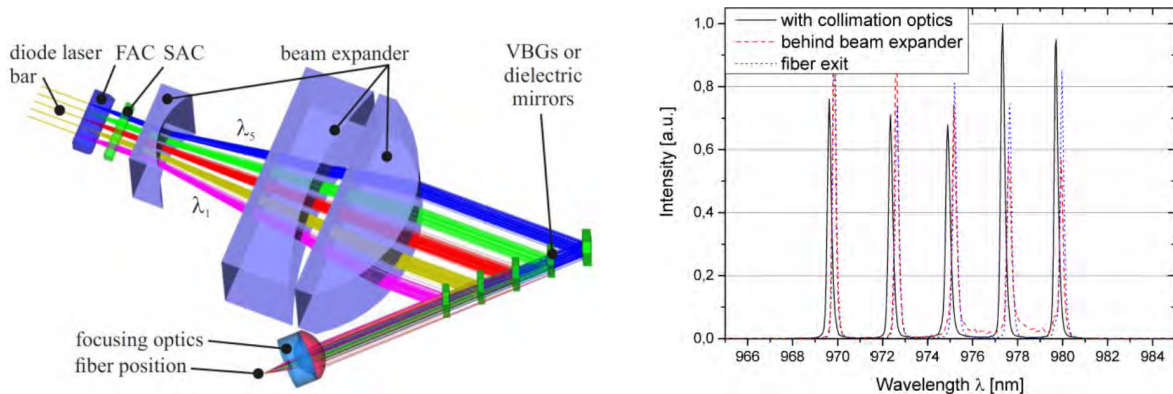 diode laser
bar
FAC SAC
beam expander
VBGs or
dielectric
mirrors
λ5
λ1
focusing optics
fiber position
with collimation optics
behind beam expander
fiber exit
1,0
0,8
0,6
0,4
0,2
0,0
Intensity [a.u.]
966 968 970 972 974 976 978 980 982 984
Wavelength λ [nm]